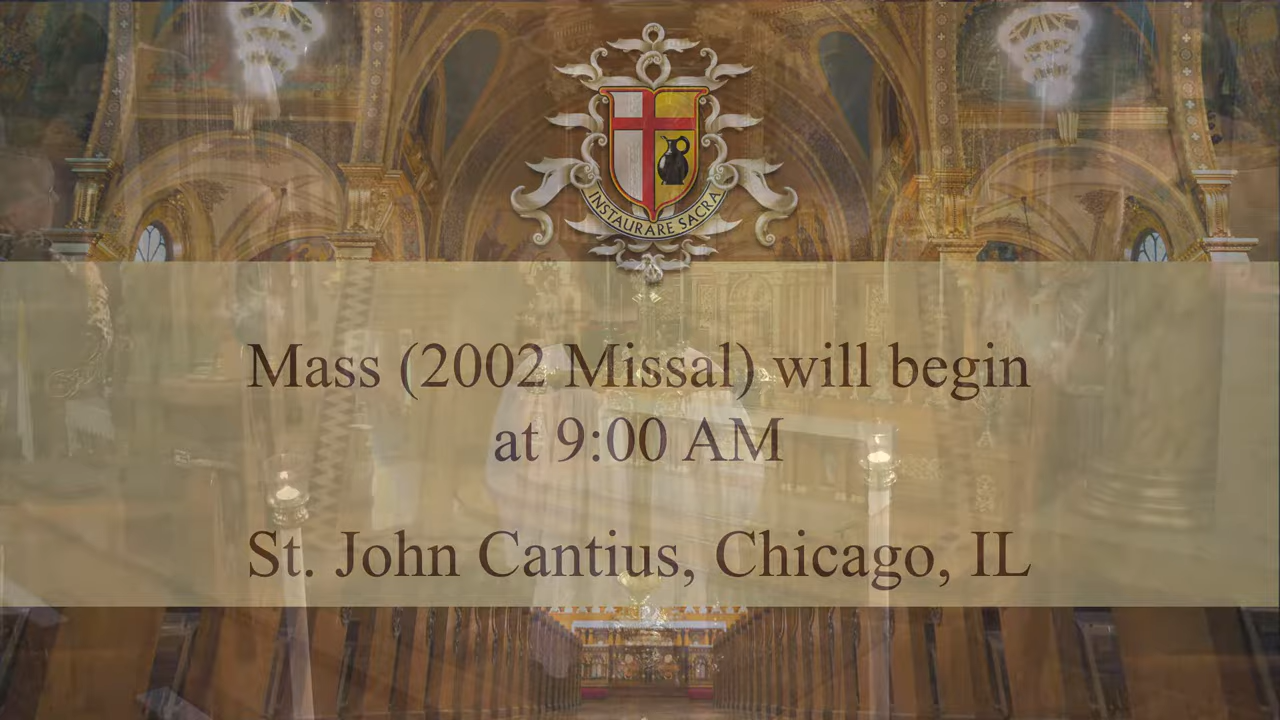 INSTAURARE SACRA
Mass (2002 Missal) will begin
at 9:00 AM
St. John Cantius, Chicago, IL